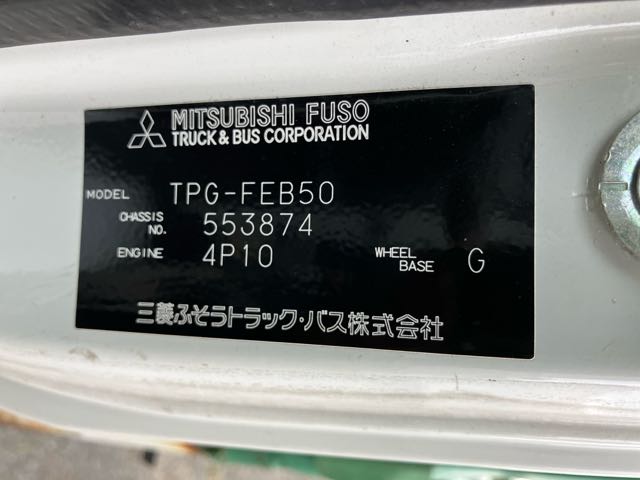 MITSUBISHI FUSO
TRUCK & BUS CORPORATION
MODEL TPG-FEB50
CHASSIS NO. 553874
ENGINE 4P10 WHEEL BASE G
三菱ふそうトラック・バス株式会社